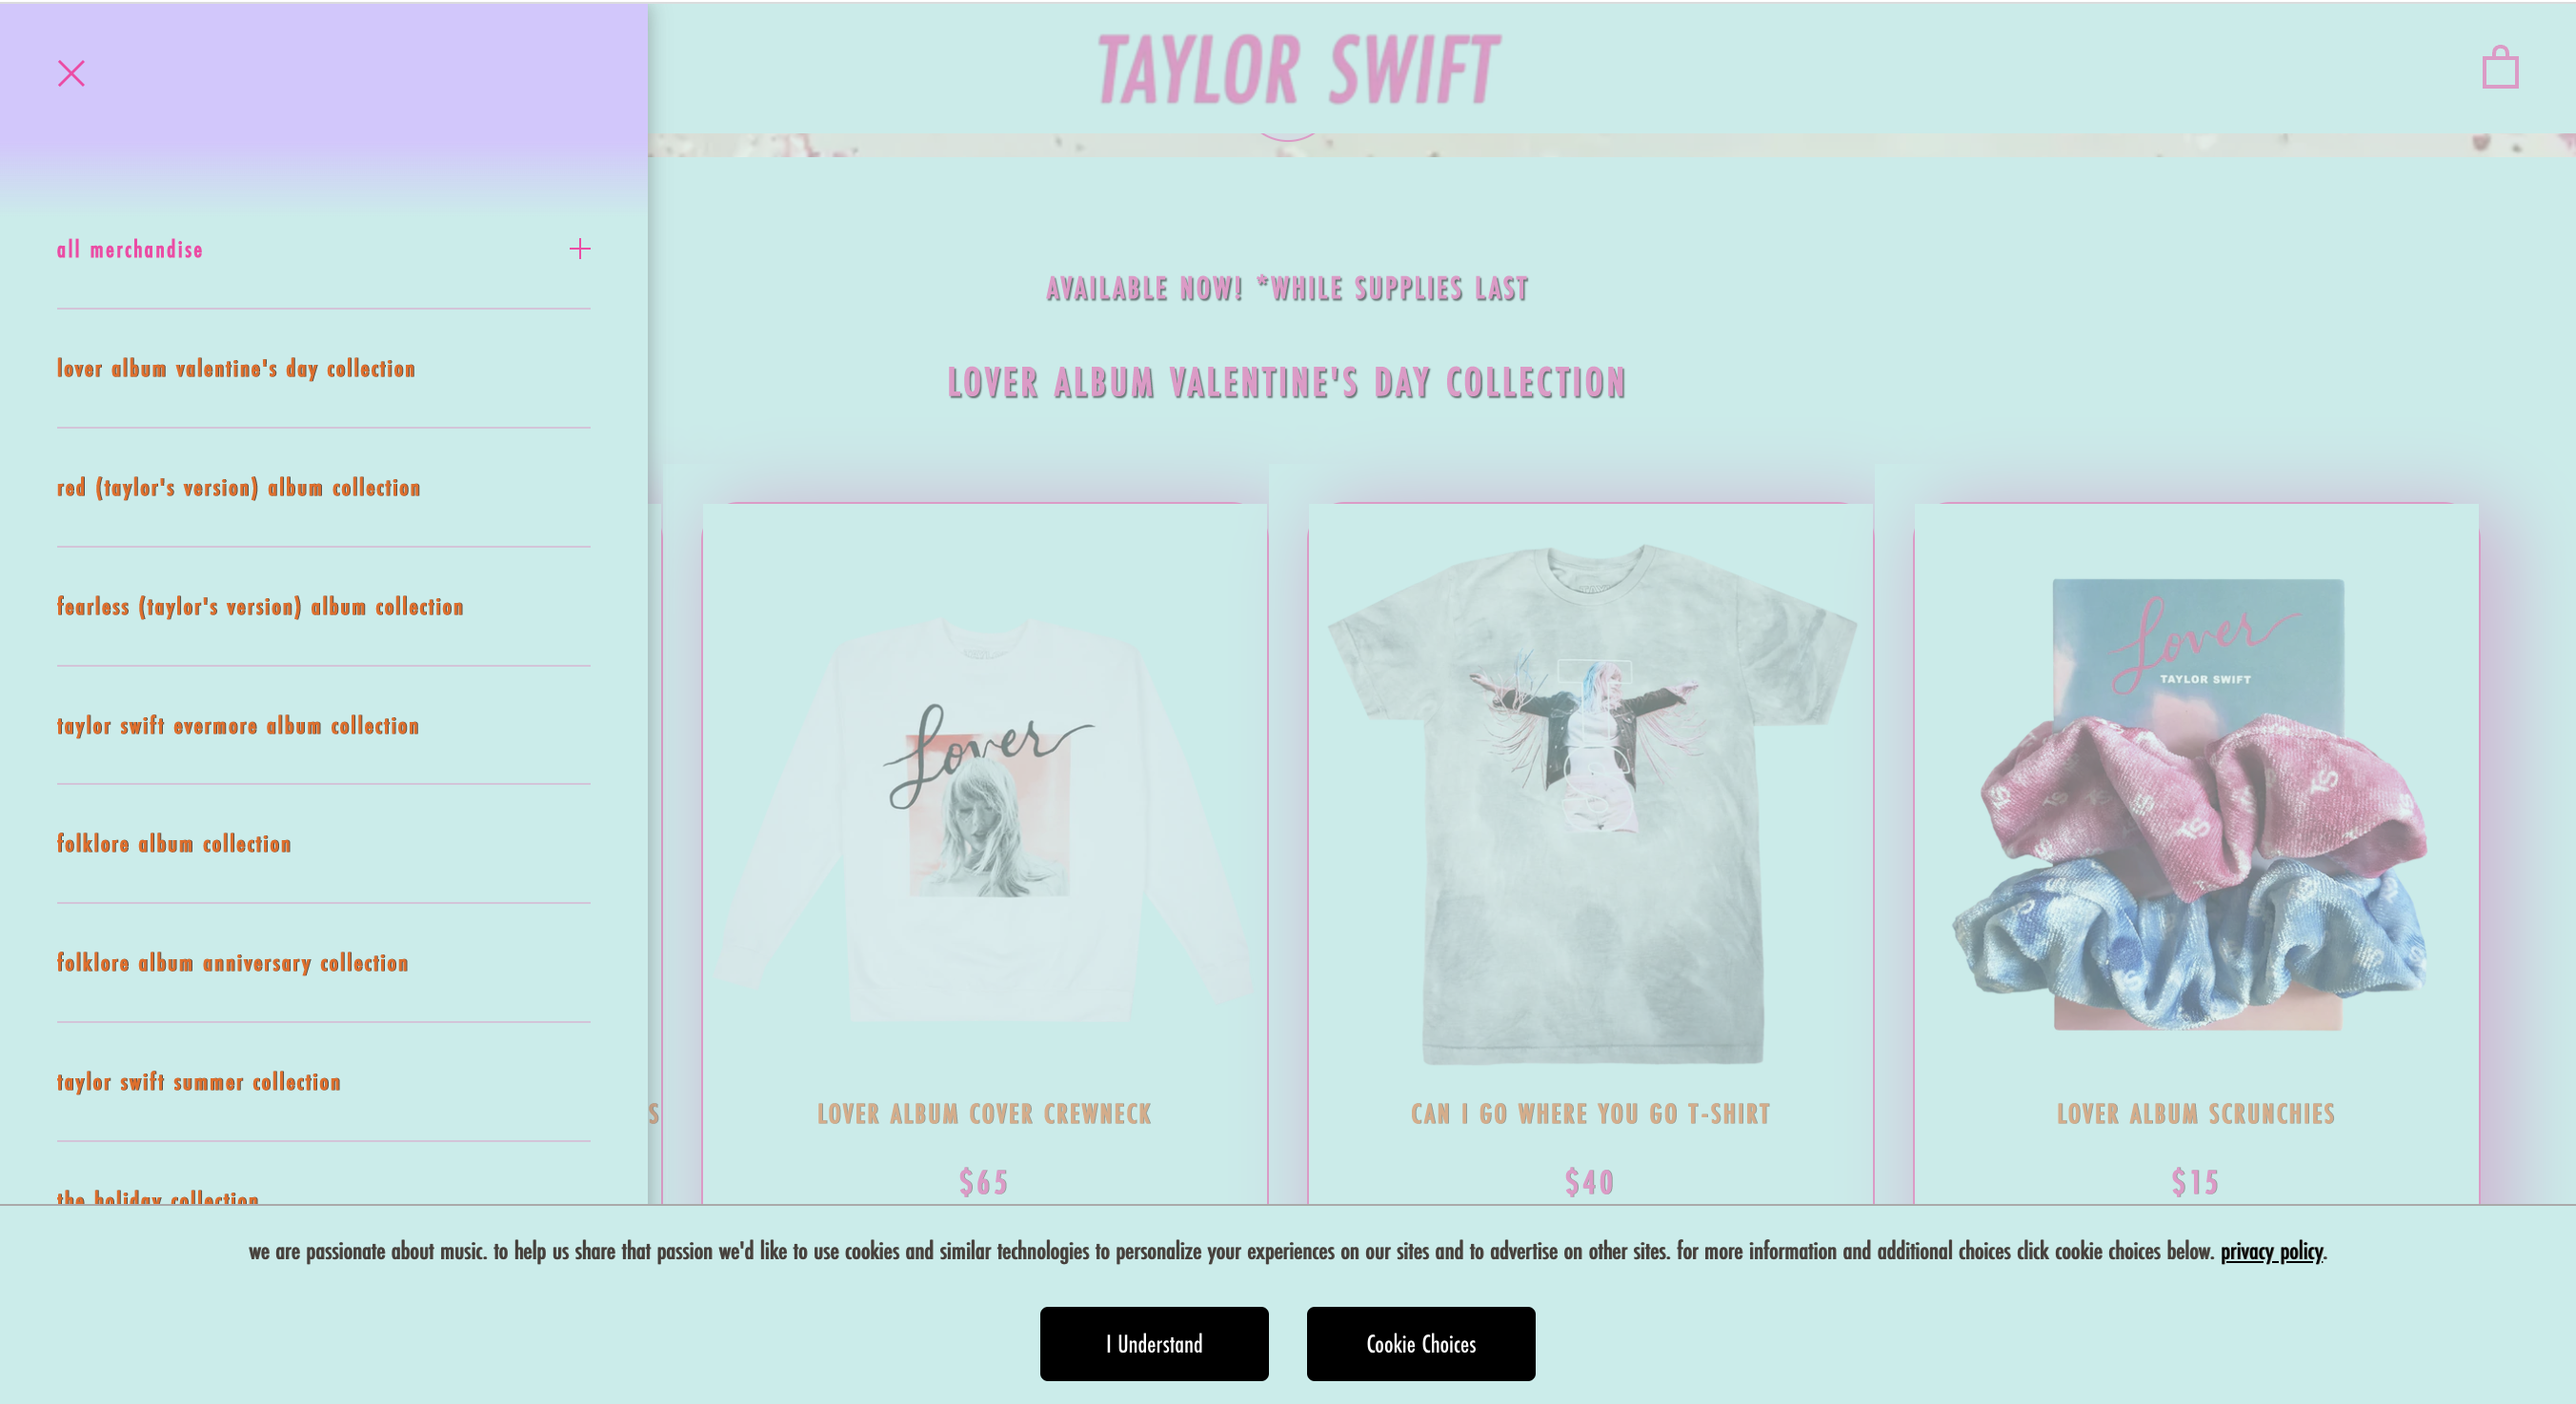 TAYLOR SWIFT
all merchandise
lover album valentine's day collection
red (taylor's version) album collection
fearless (taylor's version) album collection
taylor swift evermore album collection
folklore album collection
folklore album anniversary collection
taylor swift summer collection
the holiday collection
AVAILABLE NOW! *WHILE SUPPLIES LAST
LOVER ALBUM VALENTINE'S DAY COLLECTION
S
Lover
LOVER ALBUM COVER CREWNECK
$65
CAN I GO WHERE YOU GO T-SHIRT
$40
Lover
TAYLOR SWIFT
TS
TS
TS
TS
TS
LOVER ALBUM SCRUNCHIES
$15
we are passionate about music. to help us share that passion we'd like to use cookies and similar technologies to personalize your experiences on our sites and to advertise on other sites. for more information and additional choices click cookie choices below. privacy policy.
I Understand
Cookie Choices